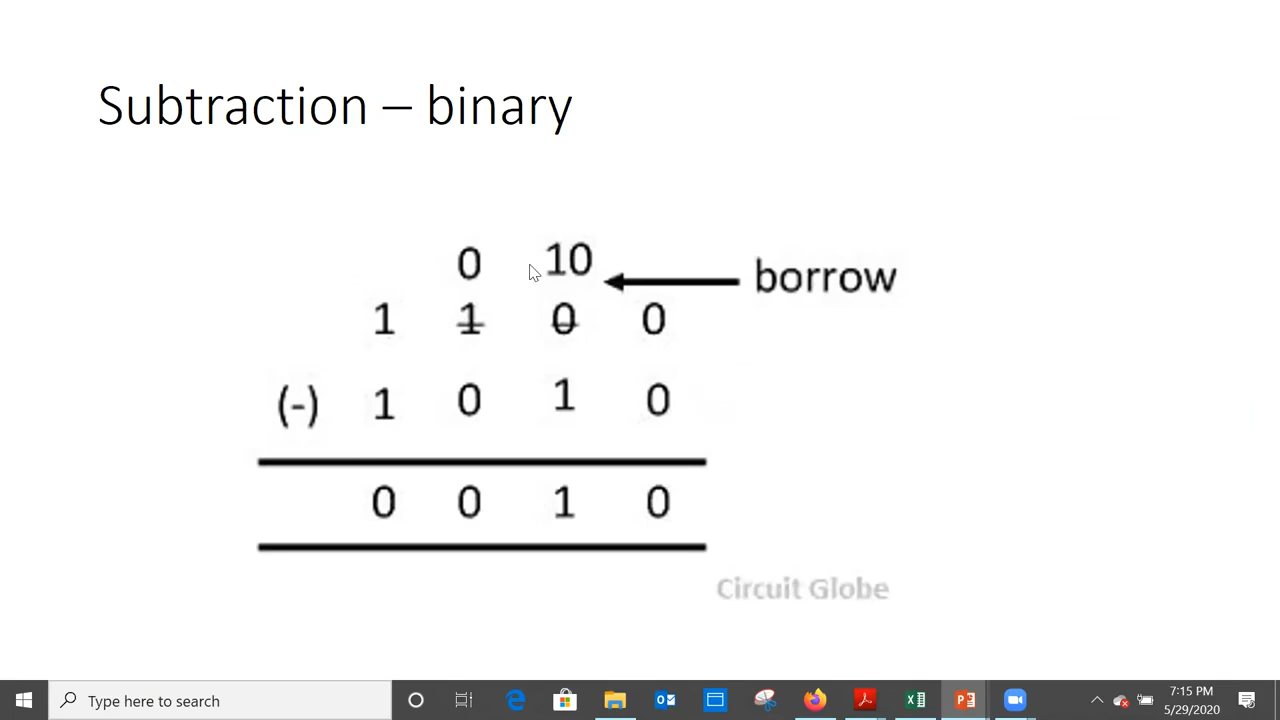 Subtraction – binary
0 10
borrow
1 1 0 0
(-) 1 0 1 0
0 0 1 0
Circuit Globe
Type here to search
7:15 PM
5/29/2020